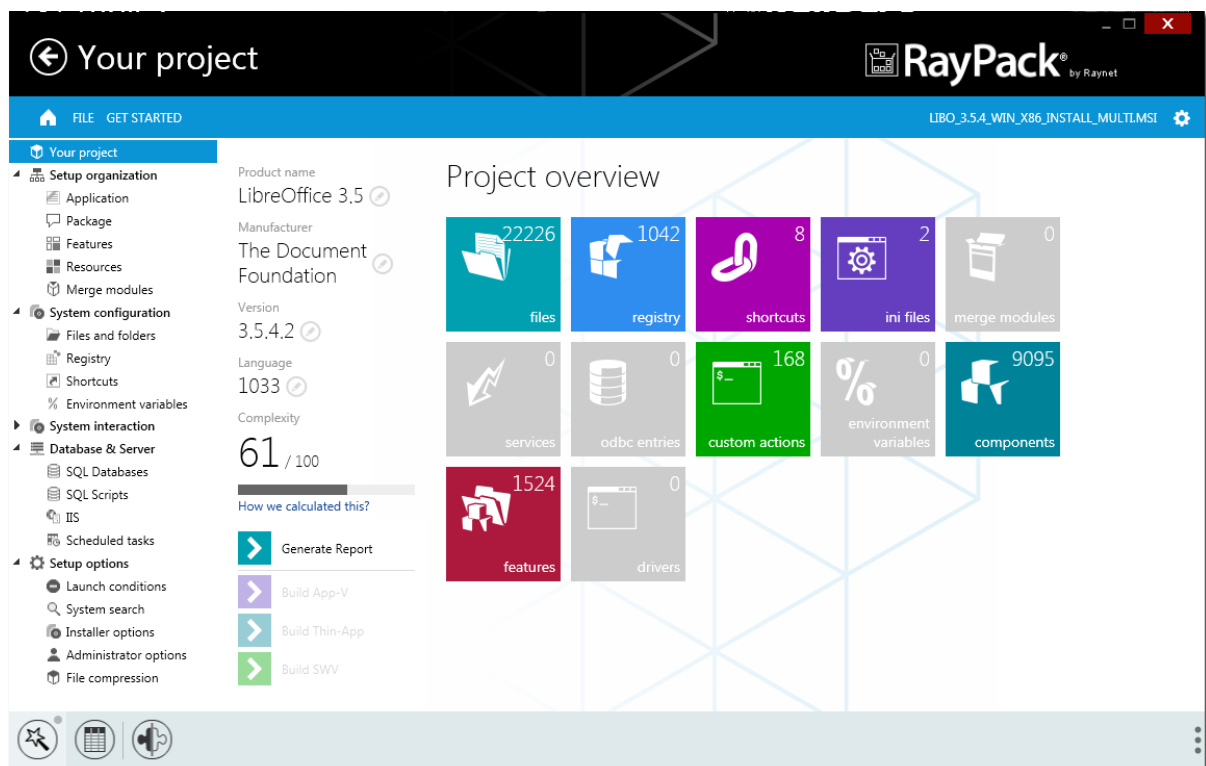 Your project
RayPack® by Raynet
FILE GET STARTED
LIBO_3.5.4_WIN_X86_INSTALL_MULTI.MSI
Your project
Setup organization
Application
Package
Features
Resources
Merge modules
System configuration
Files and folders
Registry
Shortcuts
Environment variables
System interaction
Database & Server
SQL Databases
SQL Scripts
IIS
Scheduled tasks
Setup options
Launch conditions
System search
Installer options
Administrator options
File compression
Product name
LibreOffice 3.5
Manufacturer
The Document
Foundation
Version
3.5.4.2
Language
1033
Complexity
61 / 100
How we calculated this?
Generate Report
Build App-V
Build Thin-App
Build SWV
Project overview
22226
files
1042
registry
8
shortcuts
2
ini files
0
merge modules
0
services
0
odbc entries
$_
168
custom actions
%
0
environment
variables
9095
components
1524
features
$_
0
drivers